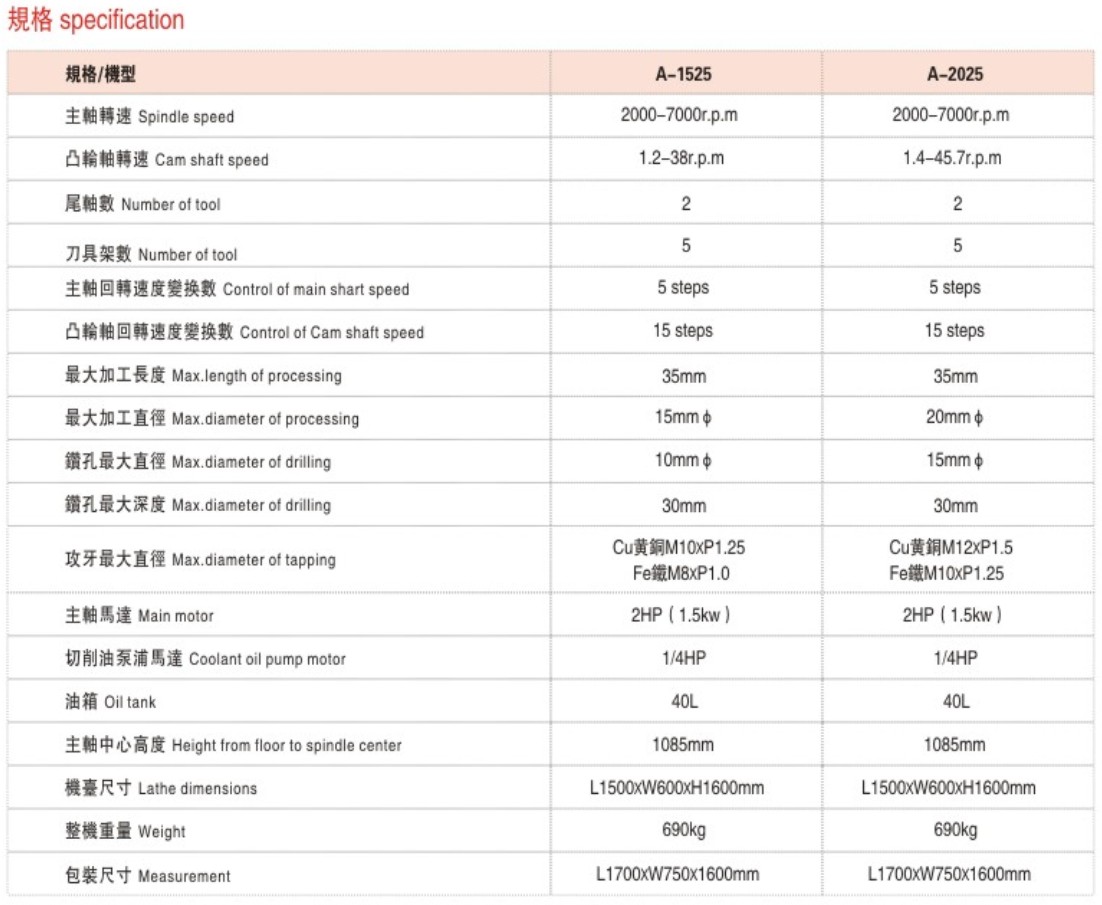 規格 specification
規格/機型 A-1525 A-2025
主軸轉速 Spindle speed 2000-7000r.p.m 2000-7000r.p.m
凸輪軸轉速 Cam shaft speed 1.2-38r.p.m 1.4-45.7r.p.m
尾軸數 Number of tool 2 2
刀具架數 Number of tool 5 5
主軸回轉速度變换數 Control of main shart speed 5 steps 5 steps
凸輪軸回轉速度變换數 Control of Cam shaft speed 15 steps 15 steps
最大加工長度 Max.length of processing 35mm 35mm
最大加工直徑 Max.diameter of processing 15mm ϕ 20mm ϕ
鑽孔最大直徑 Max.diameter of drilling 10mm ϕ 15mm ϕ
鑽孔最大深度 Max.diameter of drilling 30mm 30mm
攻牙最大直徑 Max.diameter of tapping Cu黄銅M10xP1.25 Cu黄銅M12xP1.5
Fe鐵M8xP1.0 Fe鐵M10xP1.25
主軸馬達 Main motor 2HP ( 1.5kw ) 2HP ( 1.5kw )
切削油泵浦馬達 Coolant oil pump motor 1/4HP 1/4HP
油箱 Oil tank 40L 40L
主軸中心高度 Height from floor to spindle center 1085mm 1085mm
機臺尺寸 Lathe dimensions L1500xW600xH1600mm L1500xW600xH1600mm
整機重量 Weight 690kg 690kg
包裝尺寸 Measurement L1700xW750x1600mm L1700xW750x1600mm